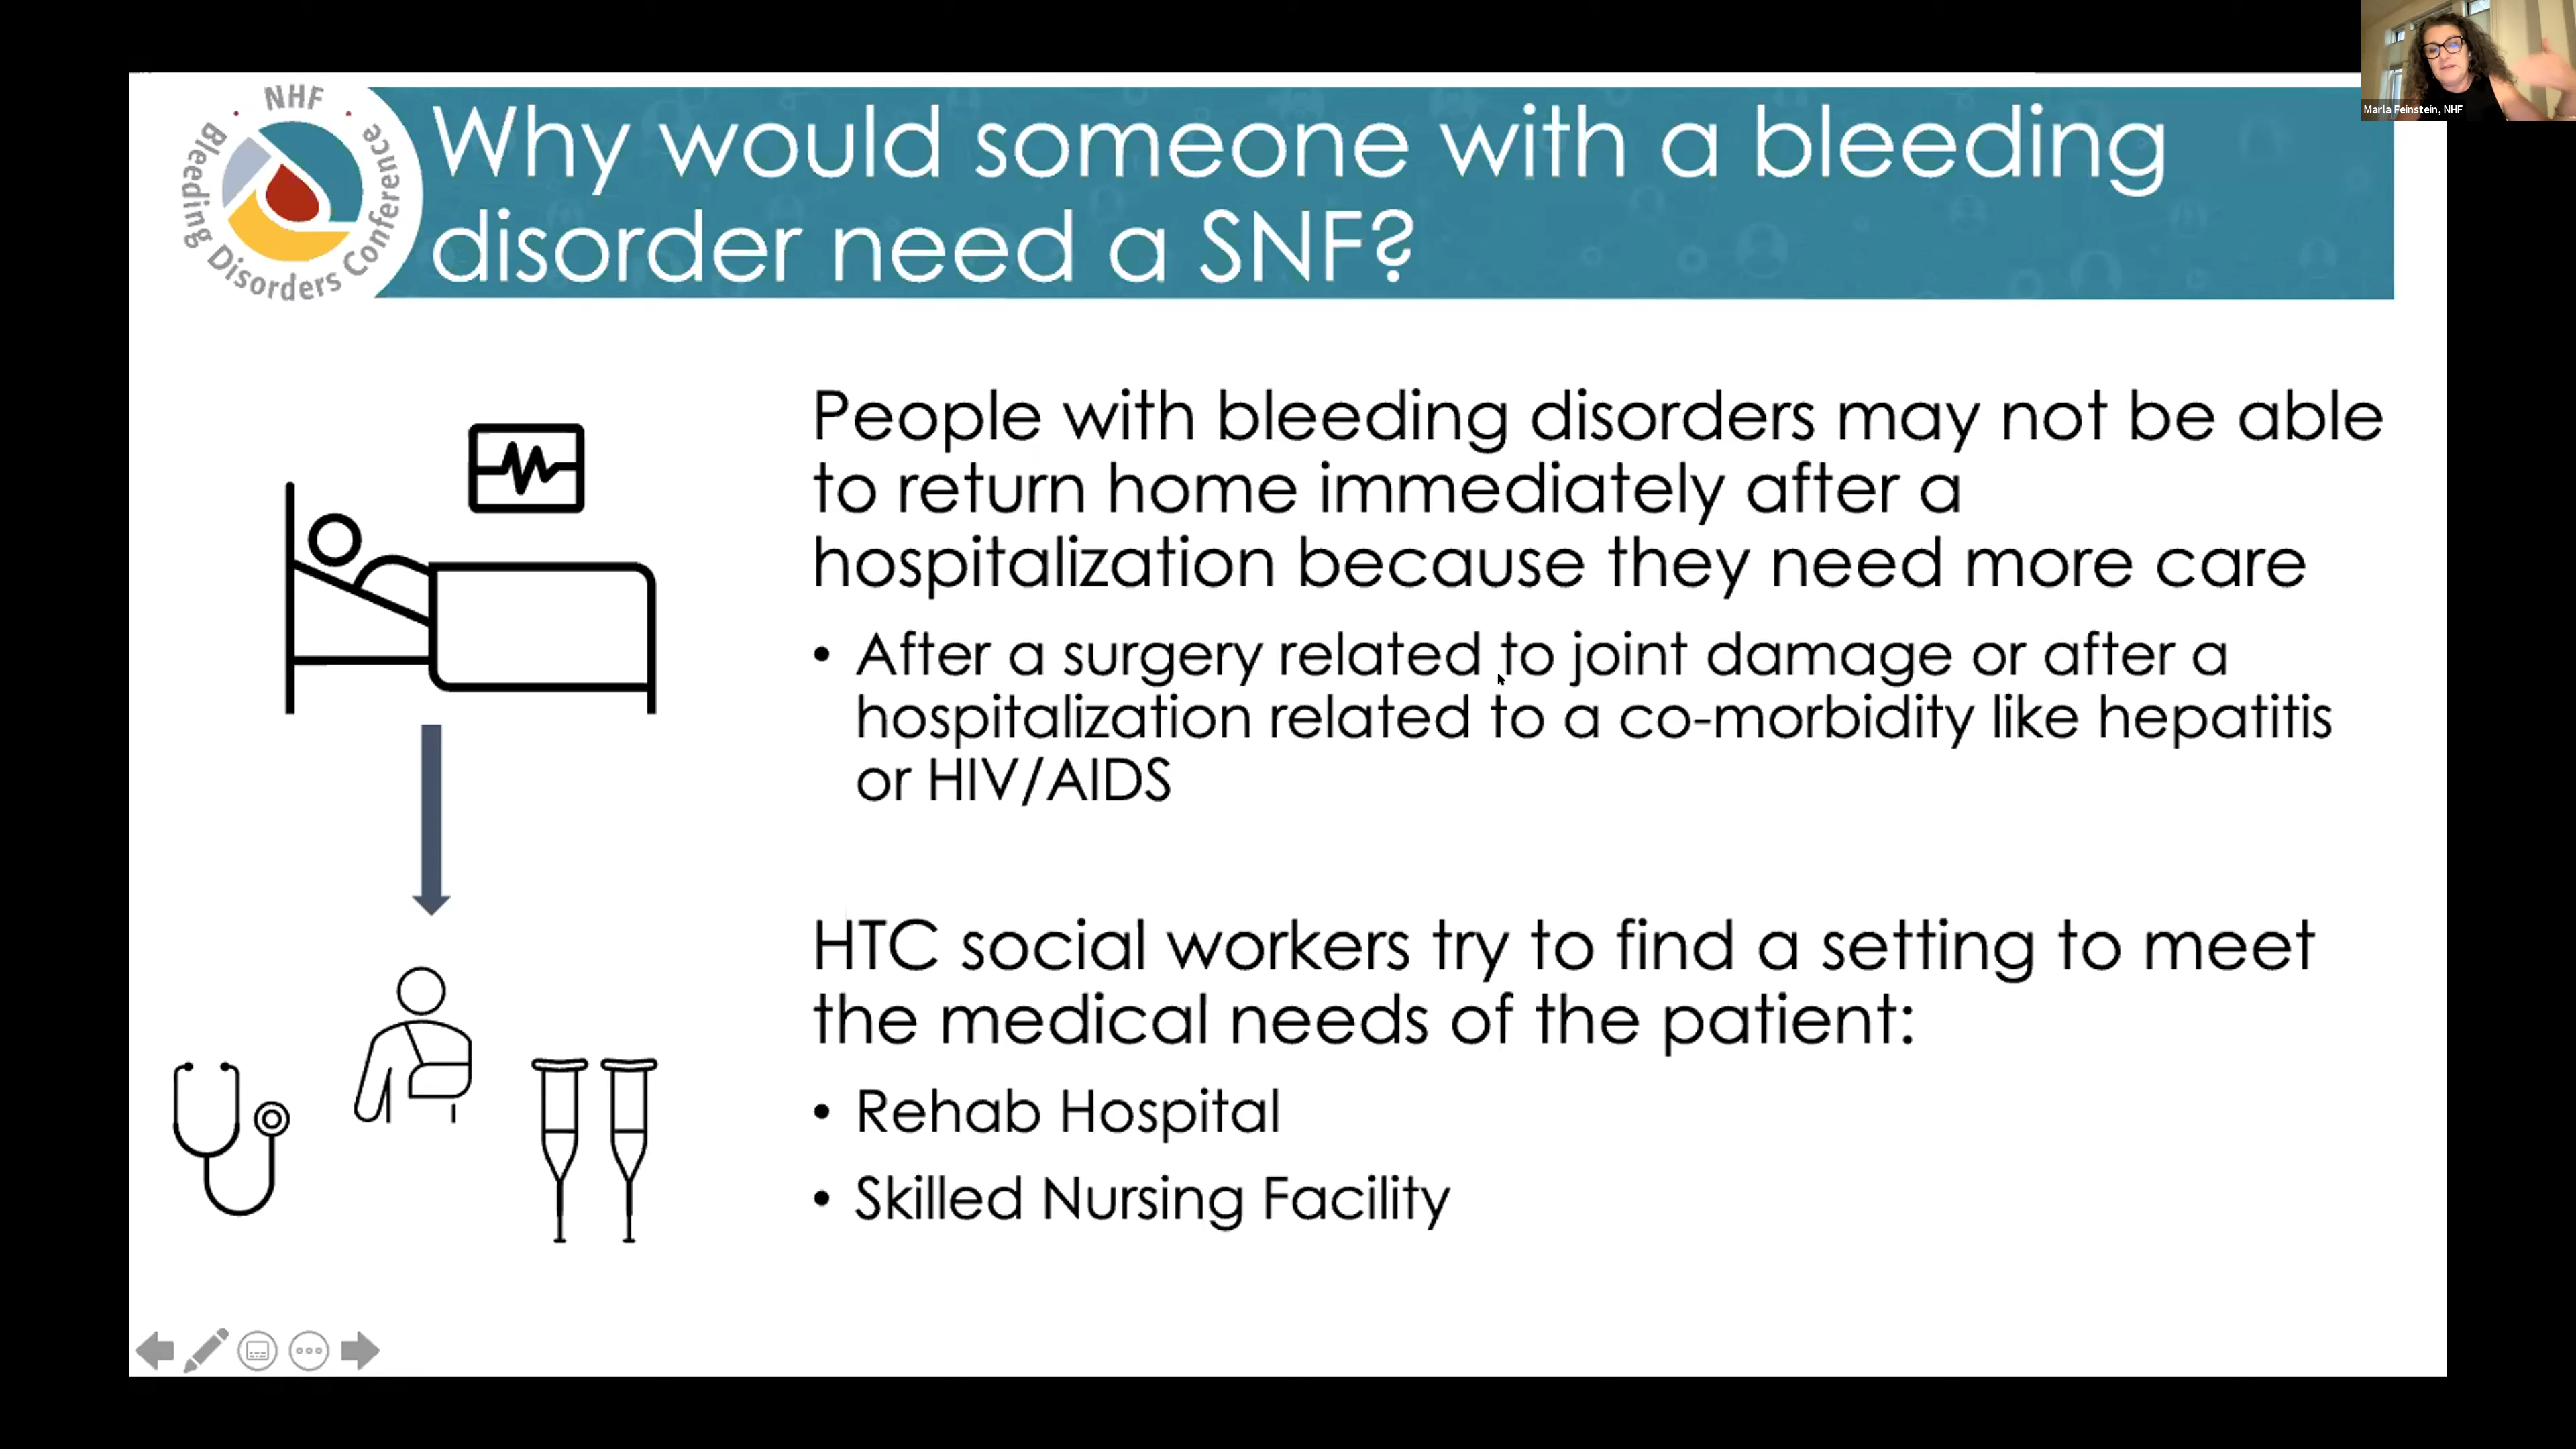 Marla Feinstein, NHF
NHF
Bleeding Disorders Conference
Why would someone with a bleeding
disorder need a SNF?
People with bleeding disorders may not be able
to return home immediately after a
hospitalization because they need more care
• After a surgery related to joint damage or after a
hospitalization related to a co-morbidity like hepatitis
or HIV/AIDS
HTC social workers try to find a setting to meet
the medical needs of the patient:
• Rehab Hospital
• Skilled Nursing Facility